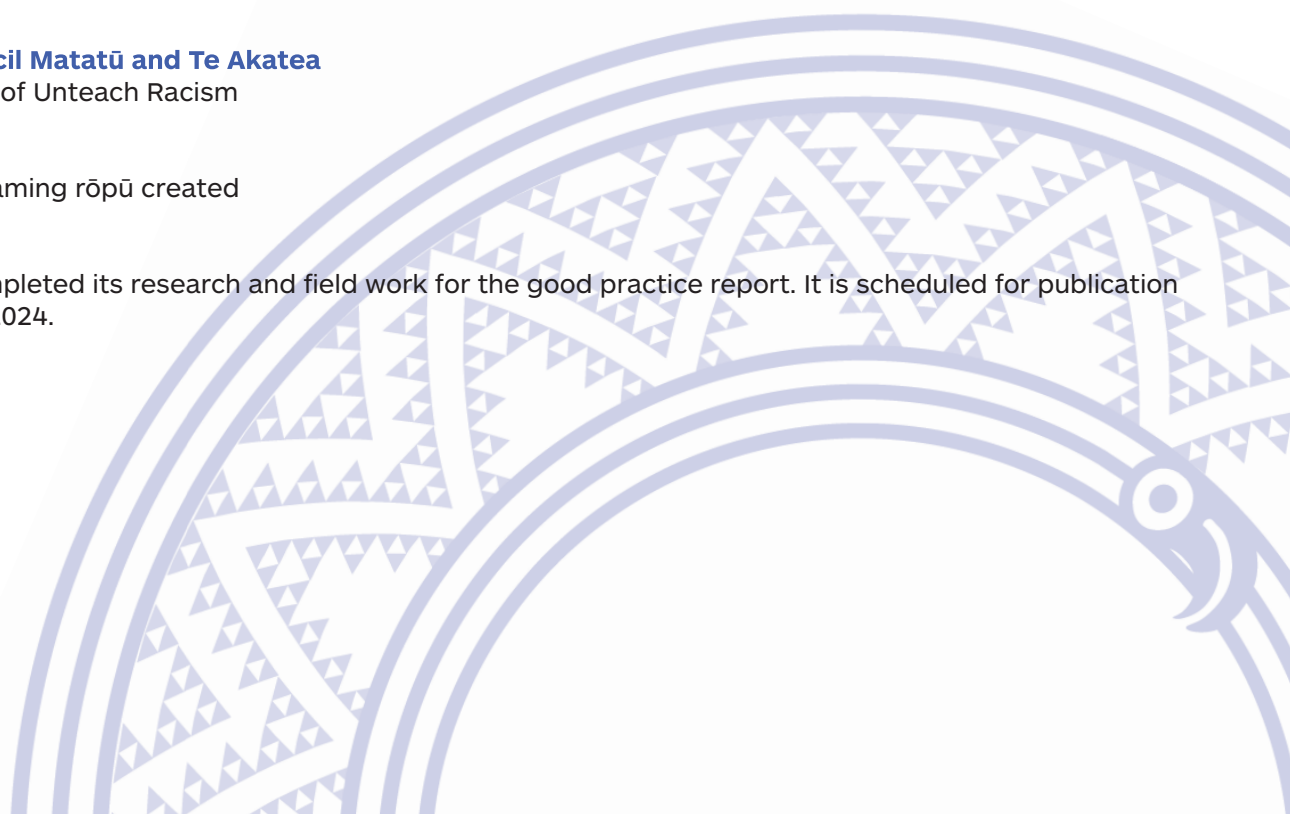 cil Matatū and Te Akatea
of Unteach Racism
aming rōpū created
pleted its research and field work for the good practice report. It is scheduled for publication
024.